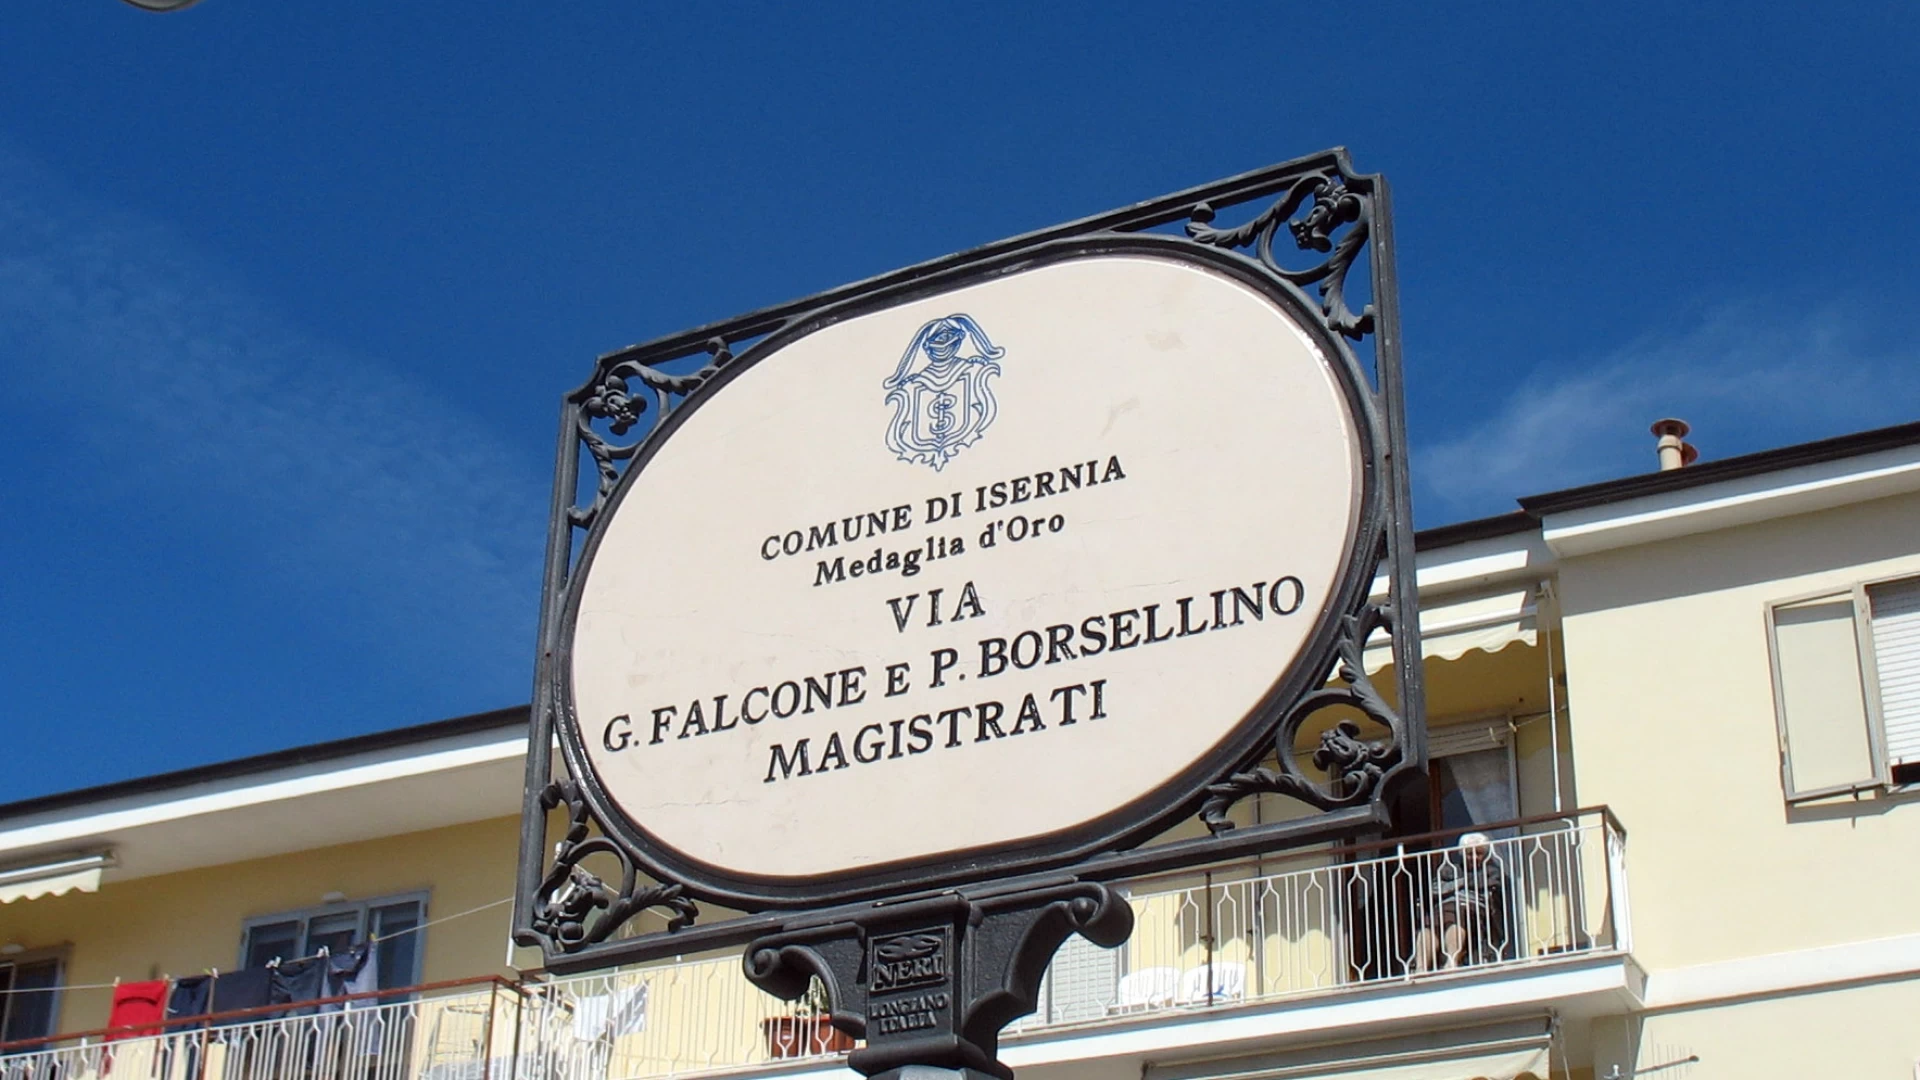 COMUNE DI ISERNIA
Medaglia d'Oro
VIA
G. FALCONE E P. BORSELLINO
MAGISTRATI
NERI
LONGIANO
ITALIA